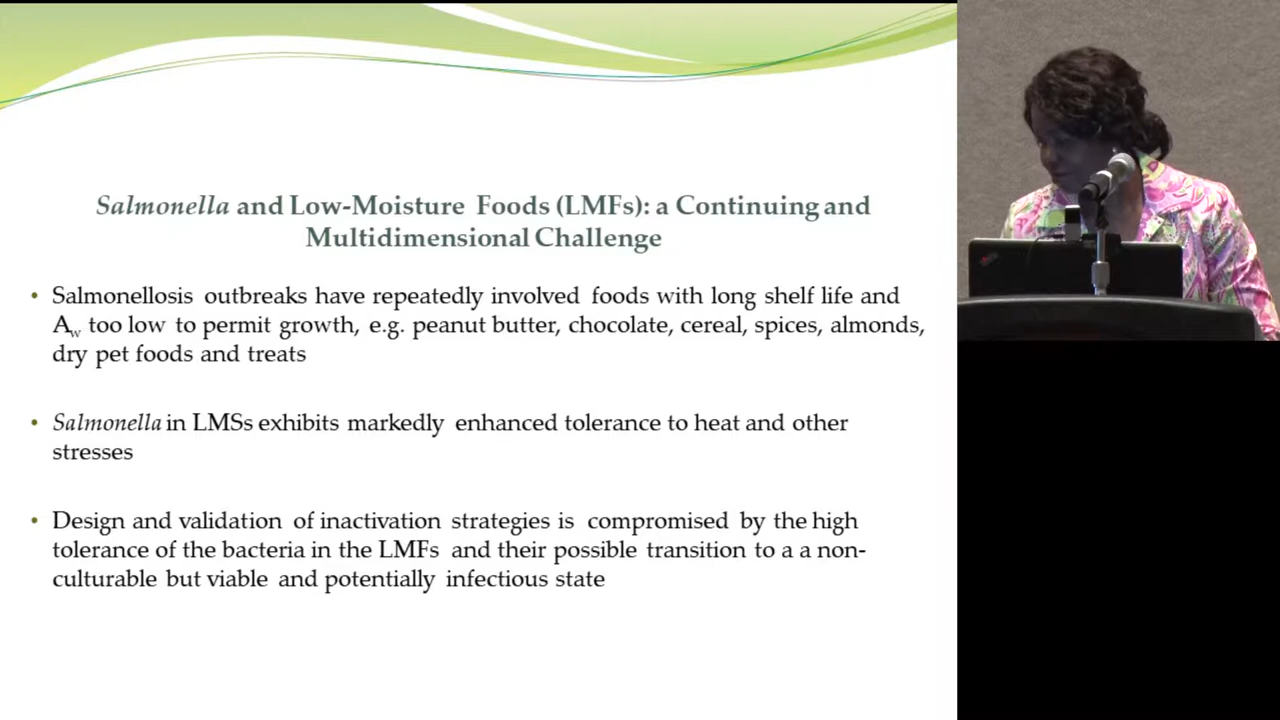 Salmonella and Low-Moisture Foods (LMFs): a Continuing and
Multidimensional Challenge
• Salmonellosis outbreaks have repeatedly involved foods with long shelf life and
Aw too low to permit growth, e.g. peanut butter, chocolate, cereal, spices, almonds,
dry pet foods and treats
• Salmonella in LMSs exhibits markedly enhanced tolerance to heat and other
stresses
• Design and validation of inactivation strategies is compromised by the high
tolerance of the bacteria in the LMFs and their possible transition to a a non-
culturable but viable and potentially infectious state